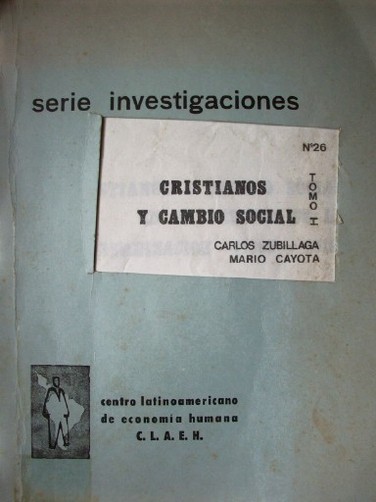 serie investigaciones
Nº26
CRISTIANOS
Y CAMBIO SOCIAL
TOMO I
CARLOS ZUBILLAGA
MARIO CAYOTA
centro latinoamericano
de economía humana
C. L. A. E. H.